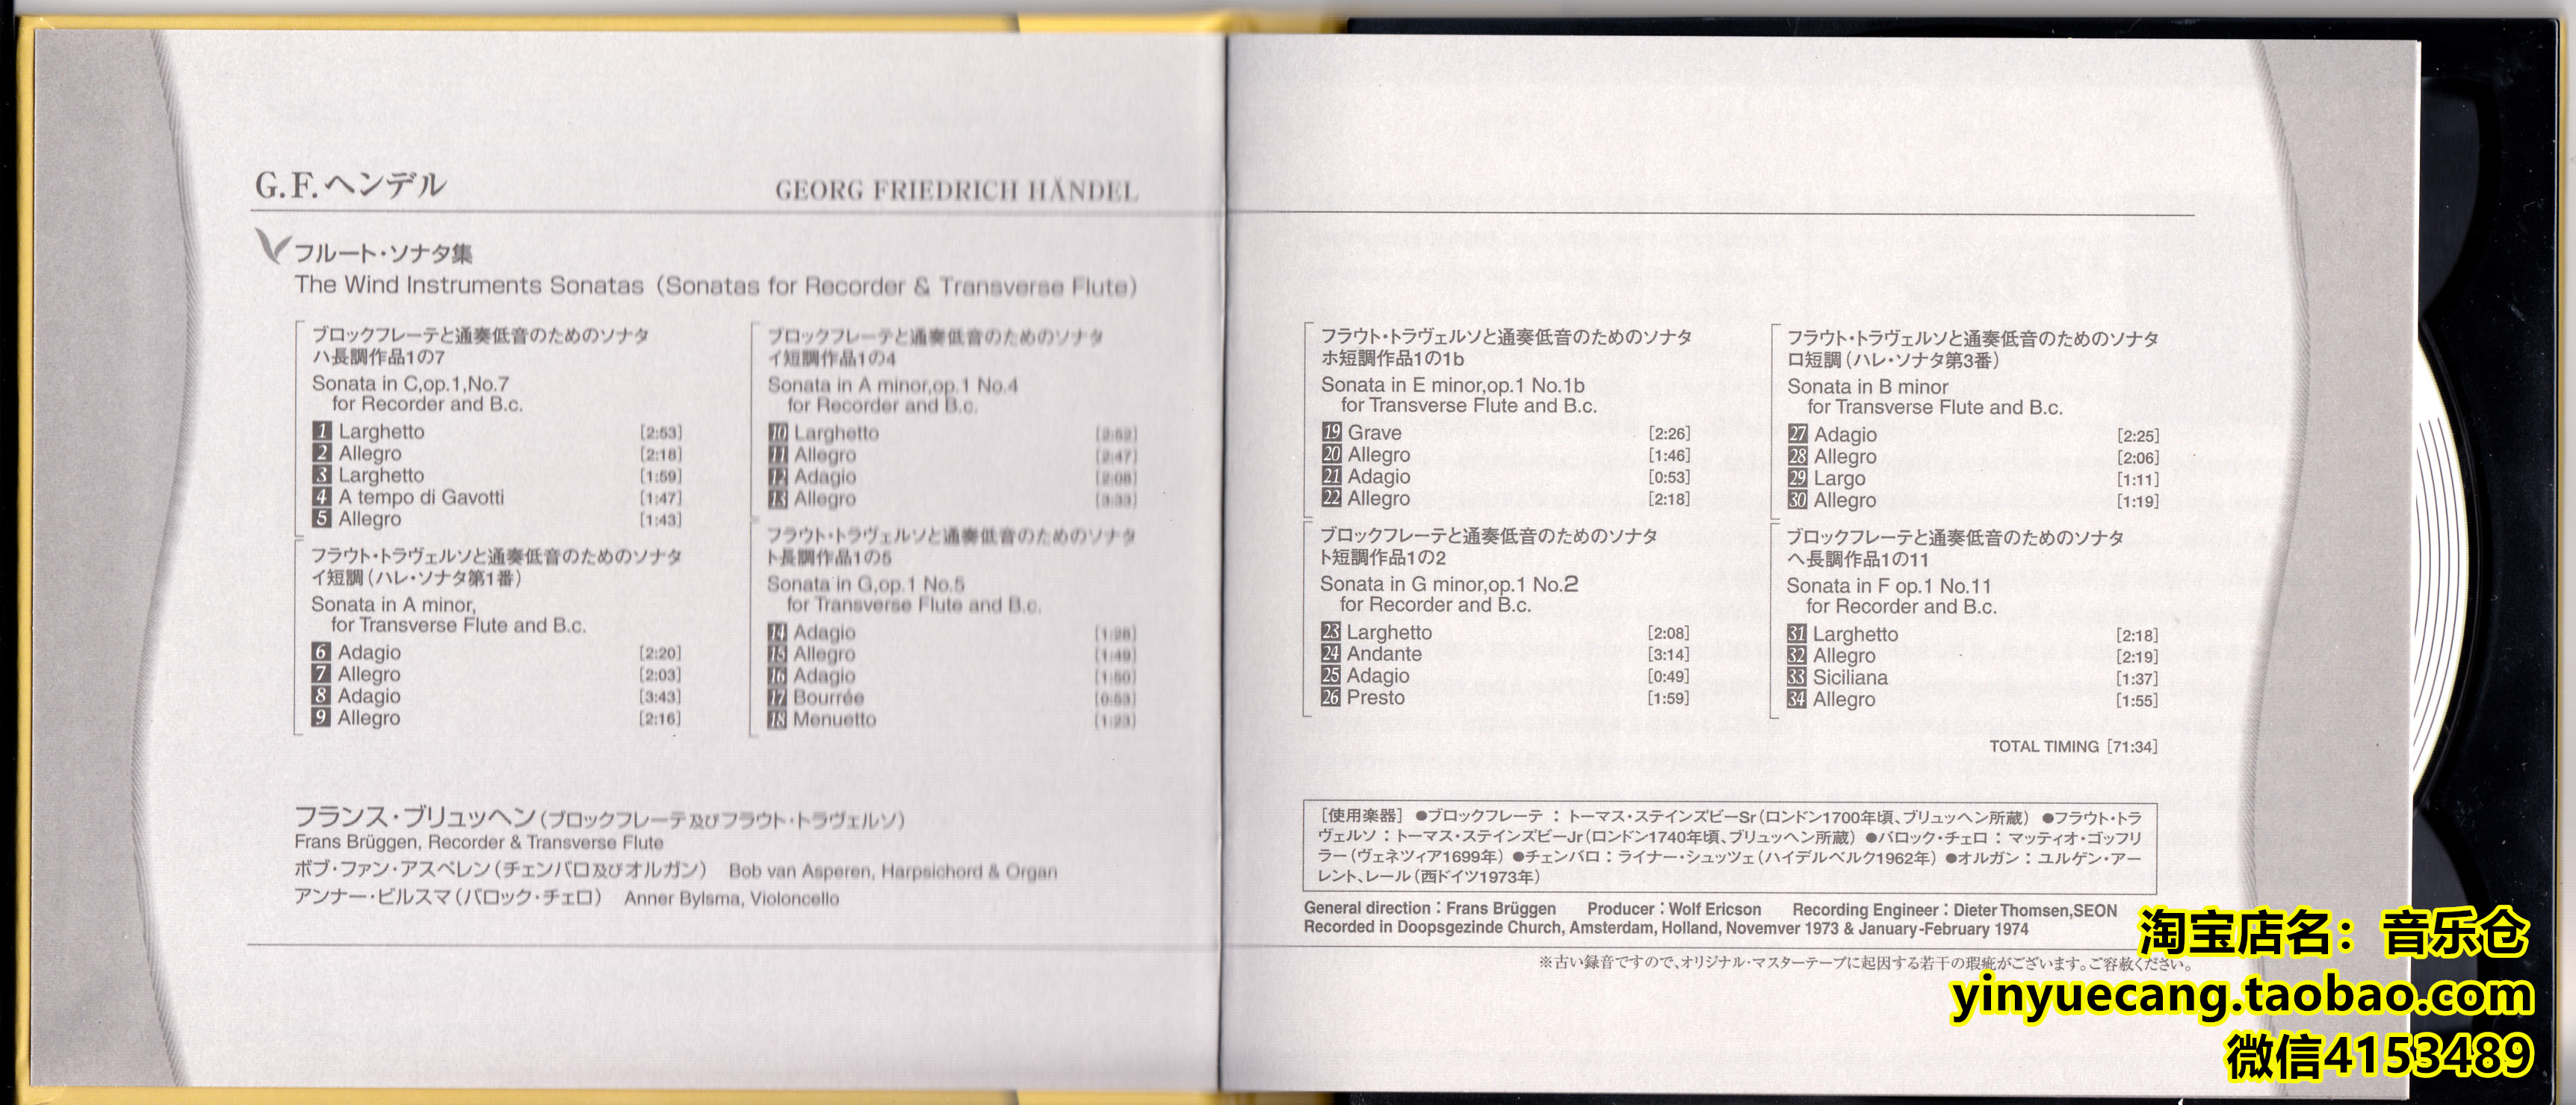 G.F.ヘンデル
GEORG FRIEDRICH HÄNDEL
フルート・ソナタ集
The Wind Instruments Sonatas (Sonatas for Recorder & Transverse Flute)
ブロックフレーテと通奏低音のためのソナタ
ハ長調作品1の7
Sonata in C,op.1,No.7
for Recorder and B.c.
1 Larghetto [2:53]
2 Allegro [2:18]
3 Larghetto [1:59]
4 A tempo di Gavotti [1:47]
5 Allegro [1:43]
フラウト・トラヴェルソと通奏低音のためのソナタ
イ短調(ハレ・ソナタ第1番)
Sonata in A minor,
for Transverse Flute and B.c.
6 Adagio [2:20]
7 Allegro [2:03]
8 Adagio [3:43]
9 Allegro [2:16]
ブロックフレーテと通奏低音のためのソナタ
イ短調作品1の4
Sonata in A minor,op.1 No.4
for Recorder and B.c.
10 Larghetto [2:52]
11 Allegro [2:47]
12 Adagio [2:08]
13 Allegro [3:33]
フラウト・トラヴェルソと通奏低音のためのソナタ
ト長調作品1の5
Sonata in G,op.1 No.5
for Transverse Flute and B.c.
14 Adagio
15 Allegro [1:49]
16 Adagio [1:50]
17 Bourrée [0:53]
18 Menuetto [1:23]
フランス・ブリュッヘン(ブロックフレーテ及びフラウト・トラヴェルソ)
Frans Brüggen, Recorder & Transverse Flute
ボブ・ファン・アスペレン(チェンバロ及びオルガン) Bob van Asperen, Harpsichord & Organ
アンナー・ビルスマ(バロック・チェロ) Anner Bylsma, Violoncello
フラウト・トラヴェルソと通奏低音のためのソナタ
ホ短調作品1の1b
Sonata in E minor,op.1 No.1b
for Transverse Flute and B.c.
19 Grave [2:26]
20 Allegro [1:46]
21 Adagio [0:53]
22 Allegro [2:18]
ブロックフレーテと通奏低音のためのソナタ
ト短調作品1の2
Sonata in G minor,op.1 No.2
for Recorder and B.c.
23 Larghetto [2:08]
24 Andante [3:14]
25 Adagio [0:49]
26 Presto [1:59]
フラウト・トラヴェルソと通奏低音のためのソナタ
ロ短調(ハレ・ソナタ第3番)
Sonata in B minor
for Transverse Flute and B.c.
27 Adagio [2:25]
28 Allegro [2:06]
29 Largo [1:11]
30 Allegro [1:19]
ブロックフレーテと通奏低音のためのソナタ
ヘ長調作品1の11
Sonata in F op.1 No.11
for Recorder and B.c.
31 Larghetto [2:18]
32 Allegro [2:19]
33 Siciliana [1:37]
34 Allegro [1:55]
TOTAL TIMING [71:34]
[使用楽器] ●ブロックフレーテ : トーマス・ステインズビーSr(ロンドン1700年頃、ブリュッヘン所蔵) ●フラウト・トラ
ヴェルソ : トーマス・ステインズビーJr(ロンドン1740年頃、ブリュッヘン所蔵) ●バロック・チェロ : マッティオ・ゴッフリ
ラー(ヴェネツィア1699年) ●チェンバロ : ライナー・シュッツェ(ハイデルベルク1962年) ●オルガン : ユルゲン・アー
レント、レール(西ドイツ1973年)
General direction : Frans Brüggen Producer : Wolf Ericson Recording Engineer : Dieter Thomsen,SEON
Recorded in Doopsgezinde Church, Amsterdam, Holland, Novemver 1973 & January-February 1974
※古い録音ですので、オリジナル・マスターテープに起因する若干の瑕疵がございます。ご容赦ください。
淘宝店名：音乐仓
yinyuecang.taobao.com
微信4153489